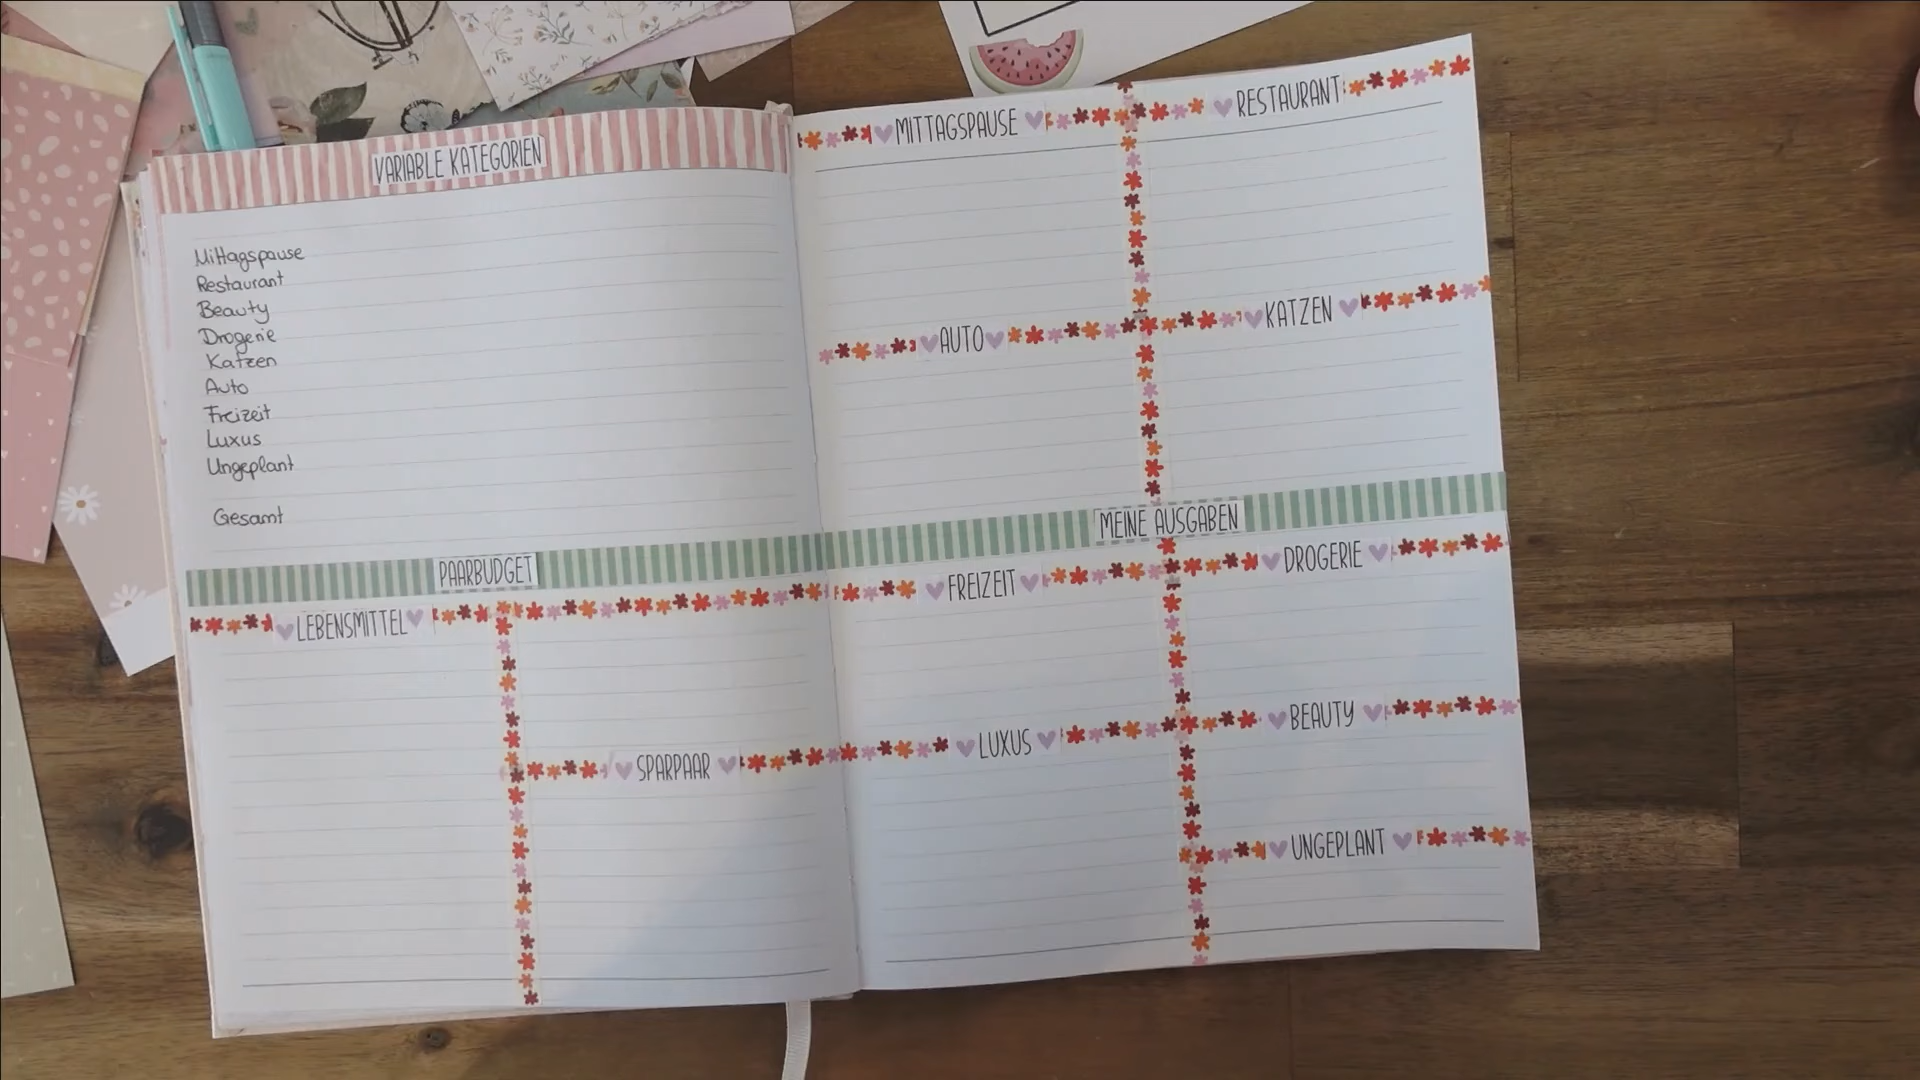 VARIABLE KATEGORIEN
Mittagspause
Restaurant
Beauty
Drogerie
Katzen
Auto
Freizeit
Luxus
Ungeplant
Gesamt
PAARBUDGET
LEBENSMITTEL
SPARPAAR
MITTAGSPAUSE
RESTAURANT
AUTO
KATZEN
MEINE AUSGABEN
FREIZEIT
DROGERIE
LUXUS
BEAUTY
UNGEPLANT